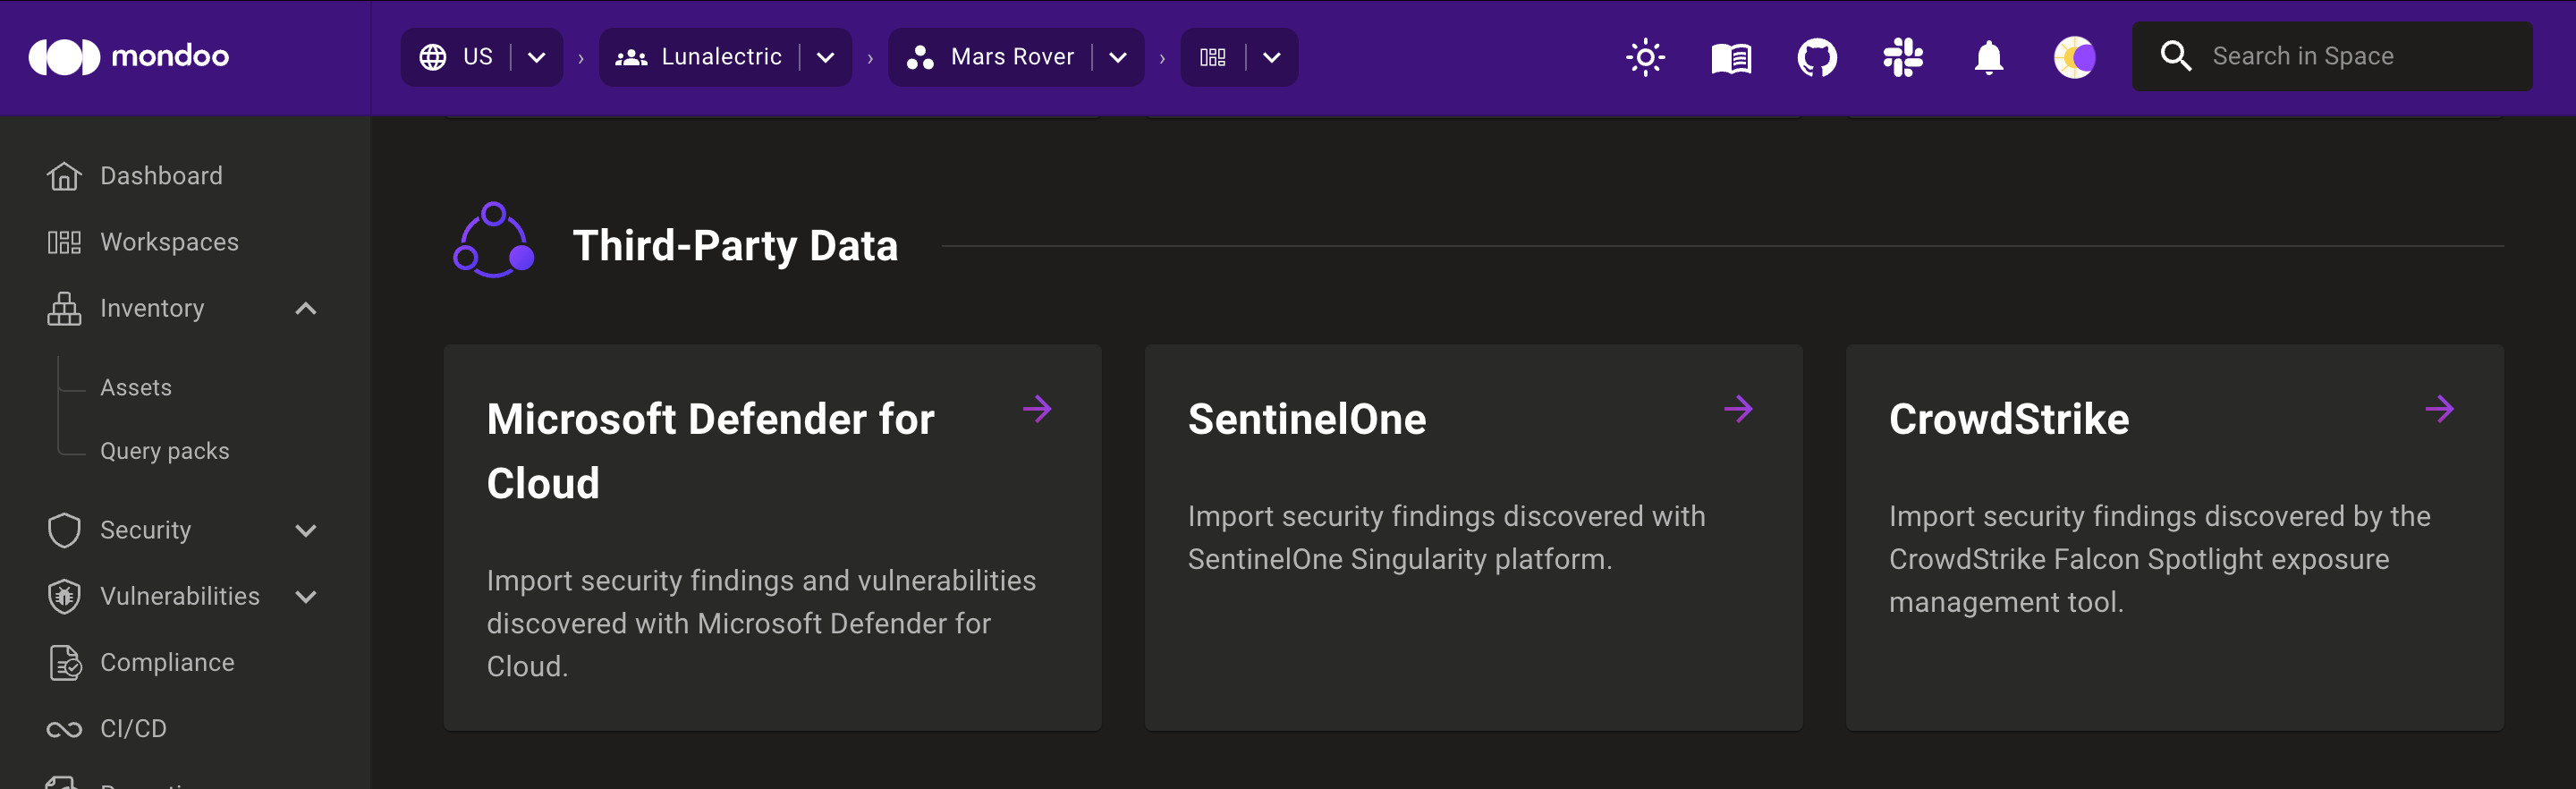 mondoo
US
Lunalectric
Mars Rover
Search in Space
Dashboard
Workspaces
Inventory
Assets
Query packs
Security
Vulnerabilities
Compliance
CI/CD
Third-Party Data
Microsoft Defender for
Cloud
Import security findings and vulnerabilities
discovered with Microsoft Defender for
Cloud.
SentinelOne
Import security findings discovered with
SentinelOne Singularity platform.
CrowdStrike
Import security findings discovered by the
CrowdStrike Falcon Spotlight exposure
management tool.